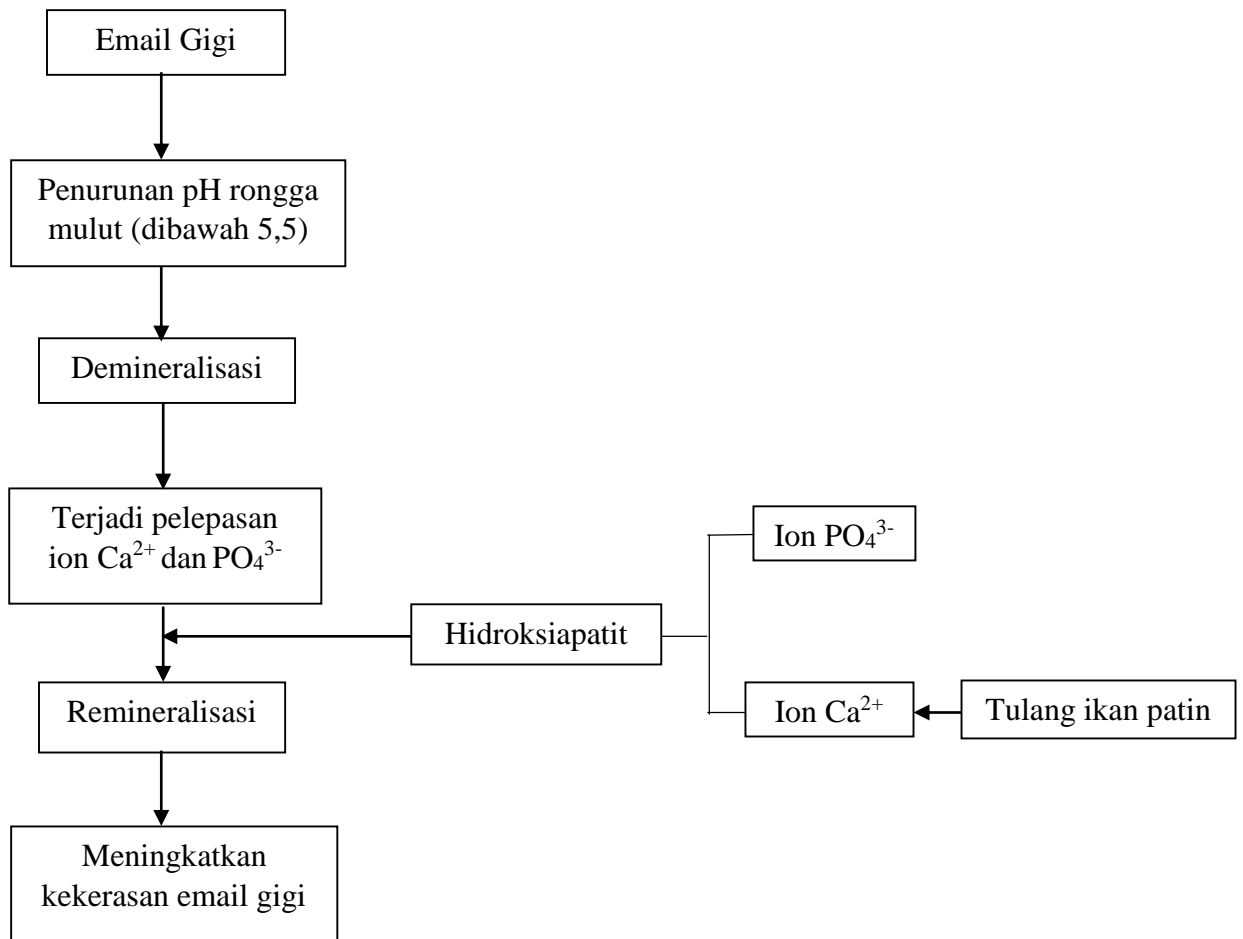 Email Gigi
Penurunan pH rongga
mulut (dibawah 5,5)
Demineralisasi
Terjadi pelepasan
ion Ca²⁺ dan PO₄³⁻
Ion PO₄³⁻
Hidroksiapatit
Remineralisasi
Ion Ca²⁺
Tulang ikan patin
Meningkatkan
kekerasan email gigi